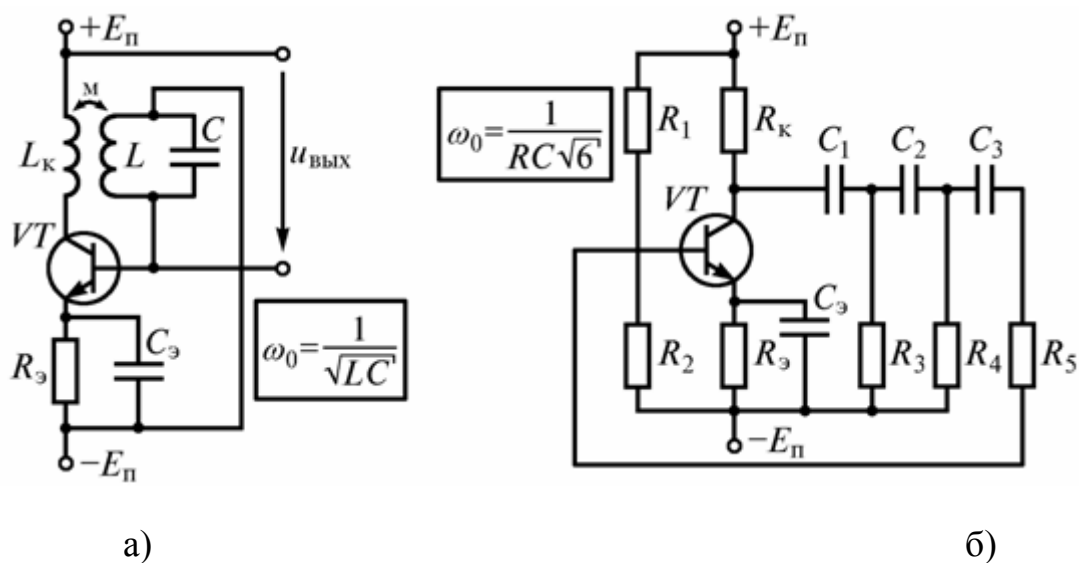 +Eп
м
Lк
L
C
uвых
VT
ω0=1/√LC
Rэ
Cэ
−Eп
а)
+Eп
ω0=1/RC√6
R1
Rк
C1
C2
C3
VT
Cэ
R2
Rэ
R3
R4
R5
−Eп
б)